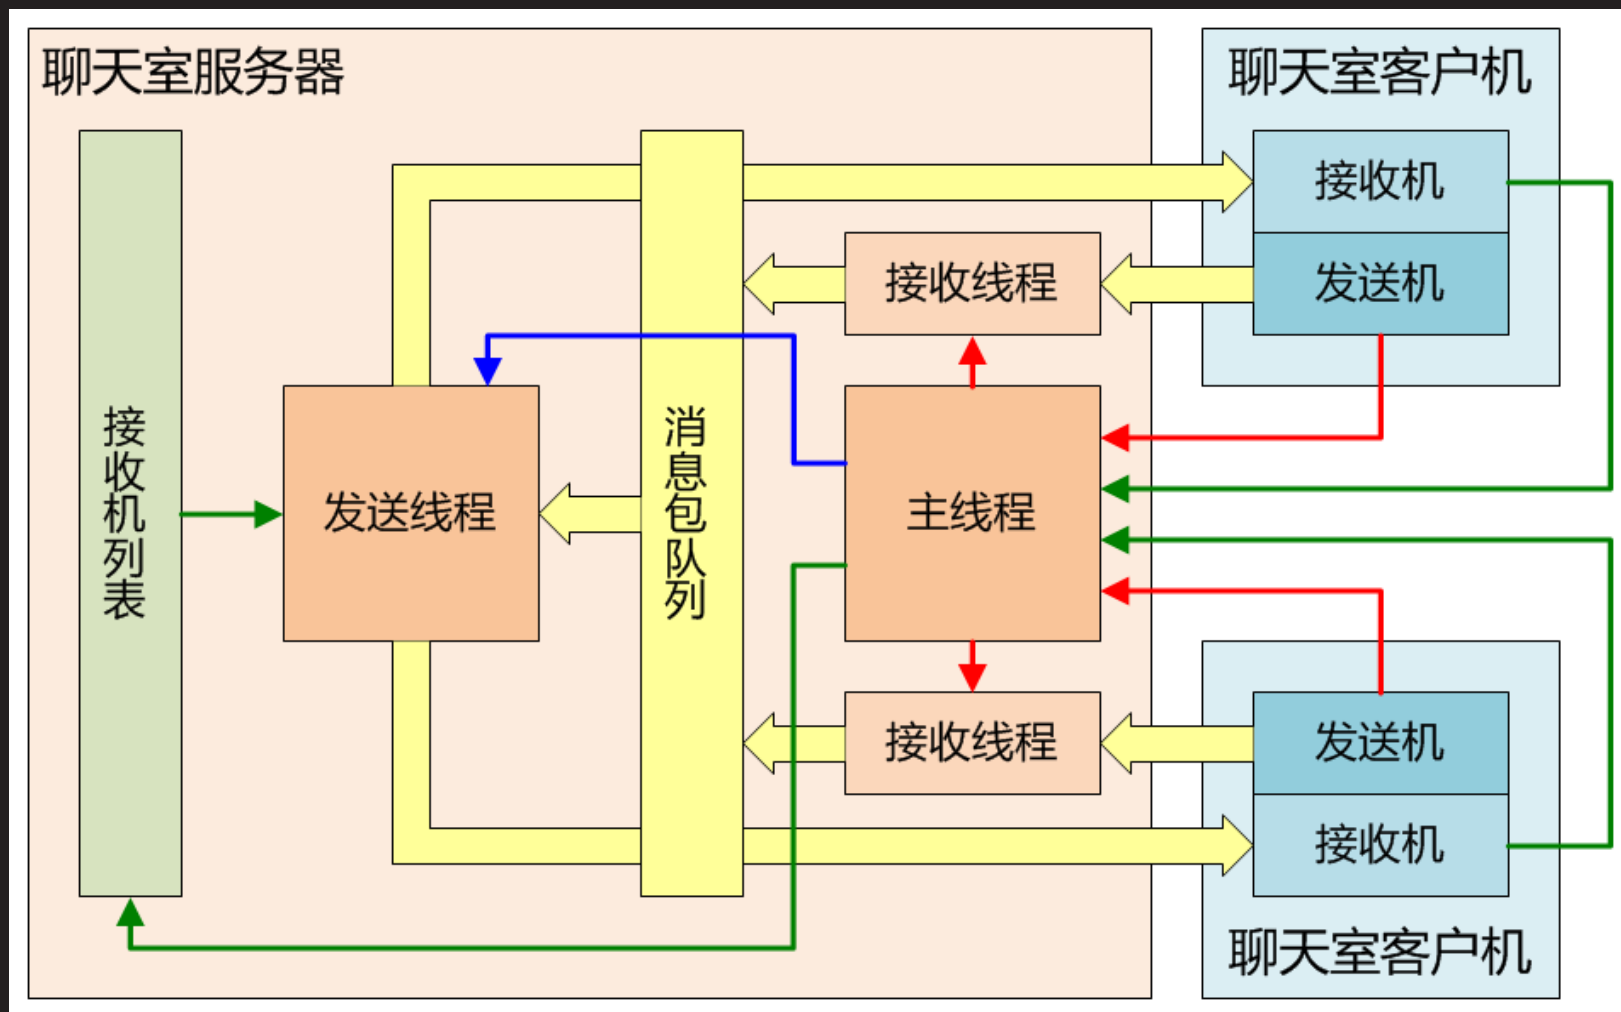 聊天室服务器
聊天室客户机
接收机
发送机
接收线程
接收机列表
发送线程
消息包队列
主线程
接收线程
发送机
接收机
聊天室客户机